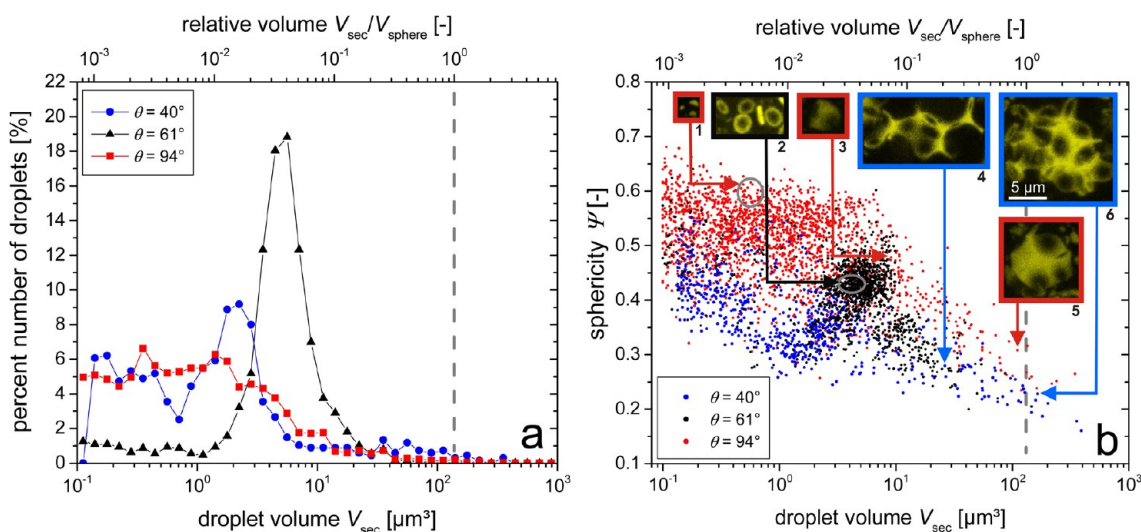 relative volume V_sec/V_sphere [-]
10^-3 10^-2 10^-1 10^0
percent number of droplets [%]
22
20
18
16
14
12
10
8
6
4
2
0
θ = 40°
θ = 61°
θ = 94°
a
10^-1 10^0 10^1 10^2 10^3
droplet volume V_sec [µm³]
relative volume V_sec/V_sphere [-]
10^-3 10^-2 10^-1 10^0
sphericity Ψ [-]
0.8
0.7
0.6
0.5
0.4
0.3
0.2
0.1
1
2
3
4
5 µm
6
5
θ = 40°
θ = 61°
θ = 94°
b
10^-1 10^0 10^1 10^2 10^3
droplet volume V_sec [µm³]